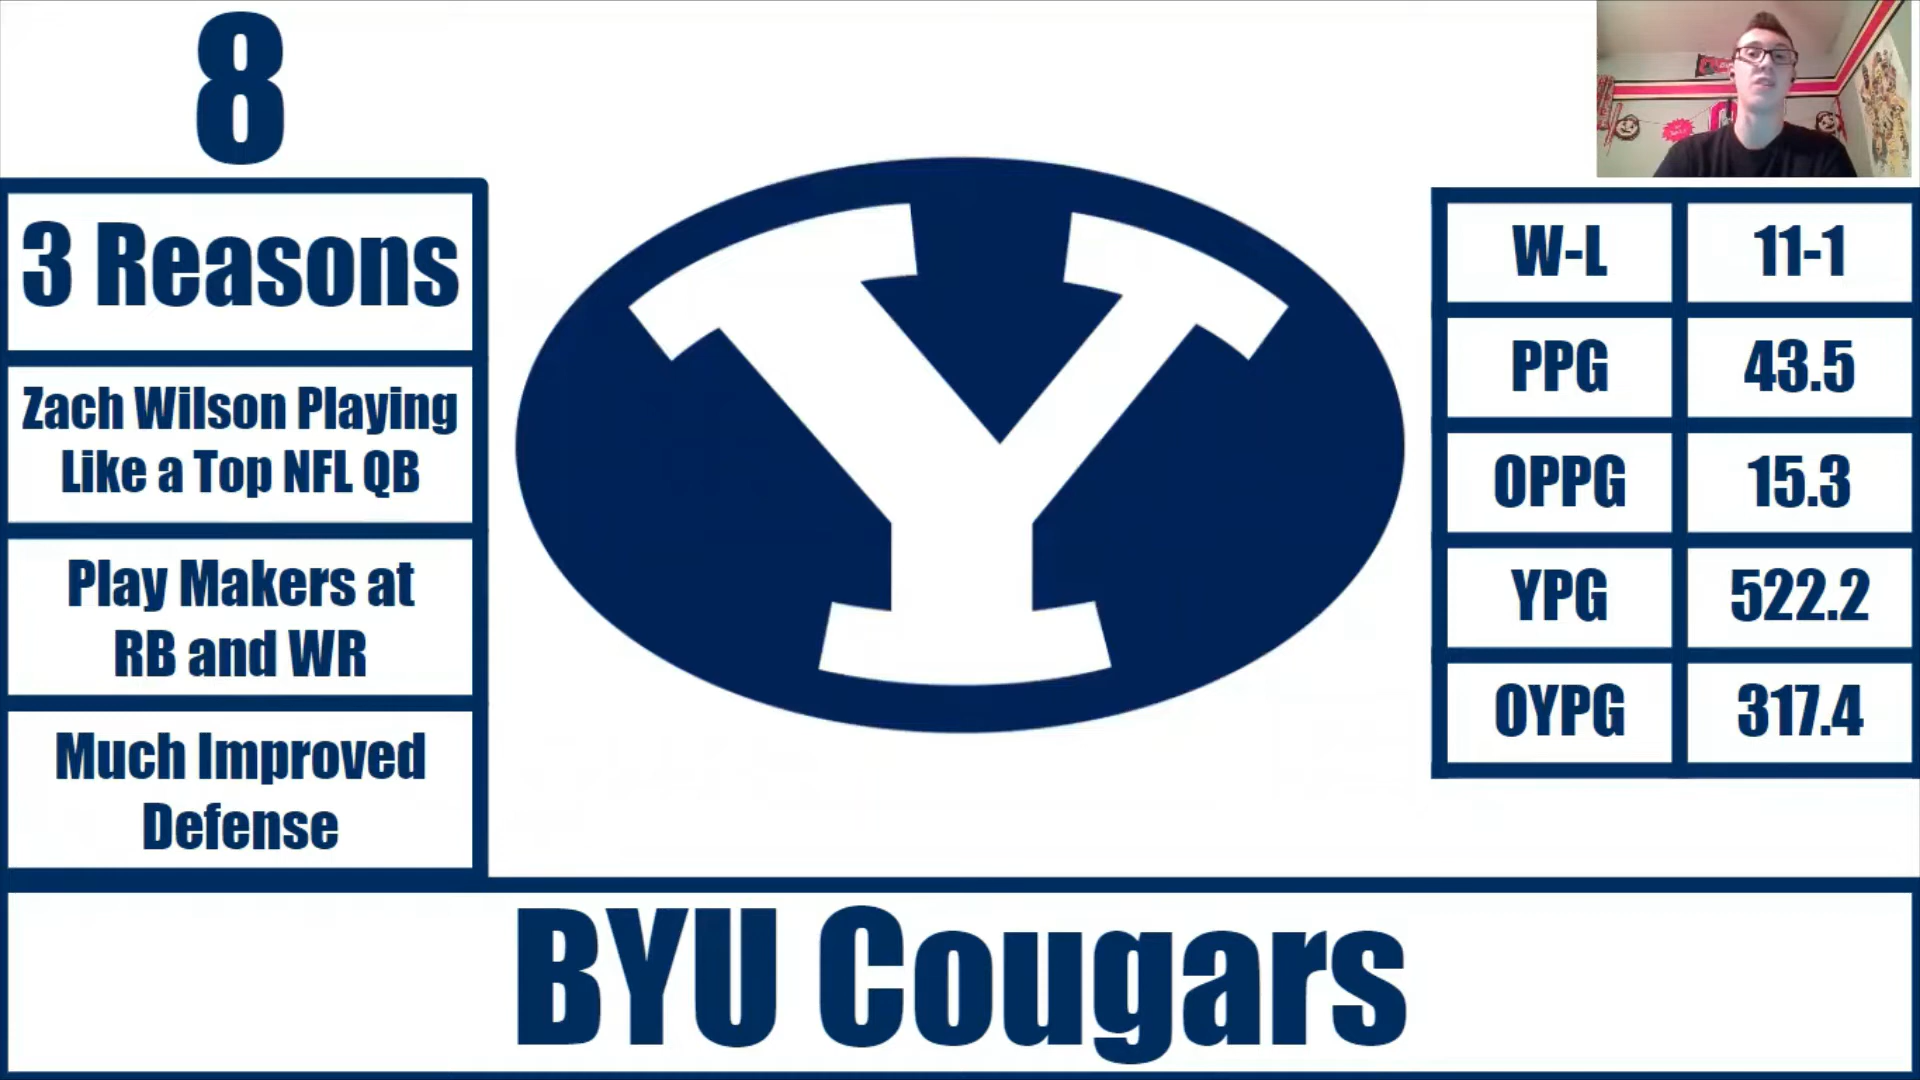 8
3 Reasons
Zach Wilson Playing
Like a Top NFL QB
Play Makers at
RB and WR
Much Improved
Defense
Y
W-L 11-1
PPG 43.5
OPPG 15.3
YPG 522.2
OYPG 317.4
BYU Cougars